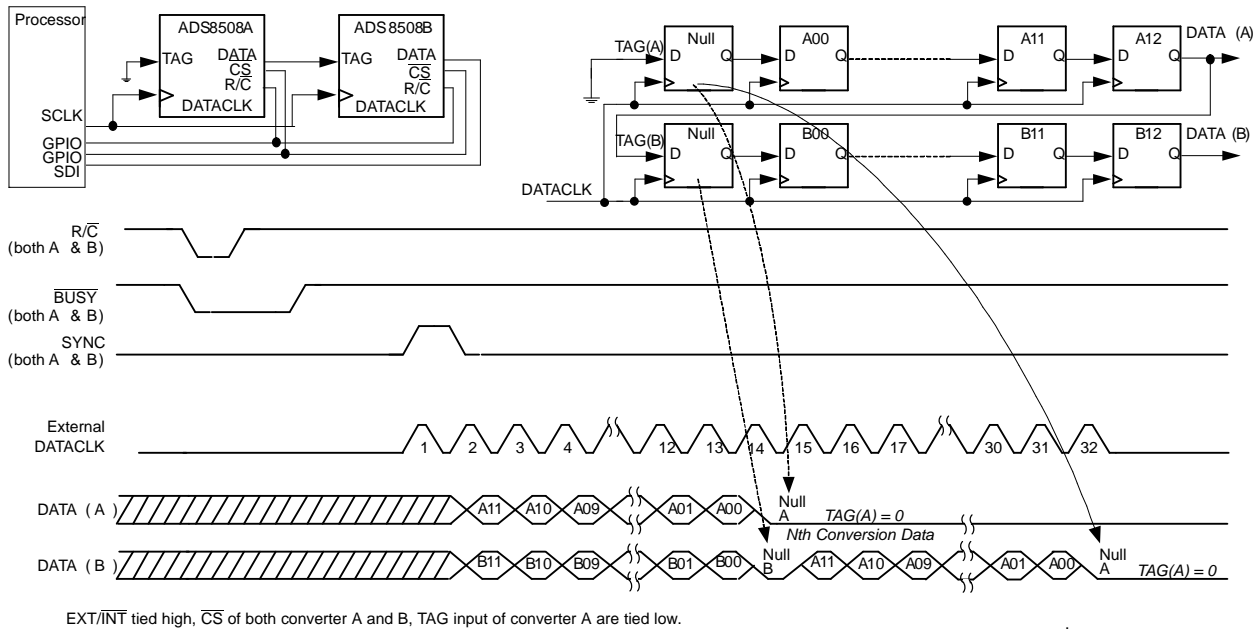 Processor
ADS8508A
ADS8508B
TAG
DATA
CS
R/C
DATACLK
TAG
DATA
CS
R/C
DATACLK
SCLK
GPIO
GPIO
SDI
TAG(A)
Null
D
Q
A00
D
Q
A11
D
Q
A12
D
Q
DATA (A)
TAG(B)
Null
D
Q
B00
D
Q
B11
D
Q
B12
D
Q
DATA (B)
DATACLK
R/C
(both A & B)
BUSY
(both A & B)
SYNC
(both A & B)
External
DATACLK
1 2 3 4 12 13 14 15 16 17 30 31 32
DATA (A)
A11 A10 A09 A01 A00
Null
A
TAG(A) = 0
Nth Conversion Data
DATA (B)
B11 B10 B09 B01 B00
Null
B
A11 A10 A09 A01 A00
Null
A
TAG(A) = 0
EXT/INT tied high, CS of both converter A and B, TAG input of converter A are tied low.